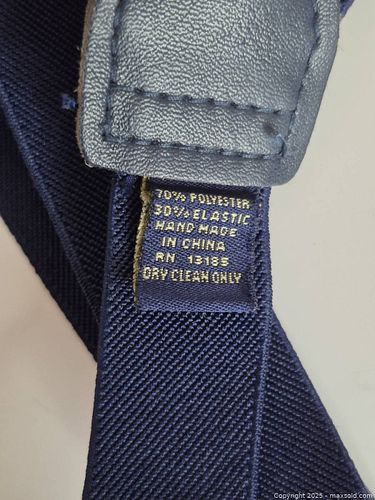 70% POLYESTER
30% ELASTIC
HAND MADE
IN CHINA
RN 13185
DRY CLEAN ONLY
Copyright 2025 - maxsold.com